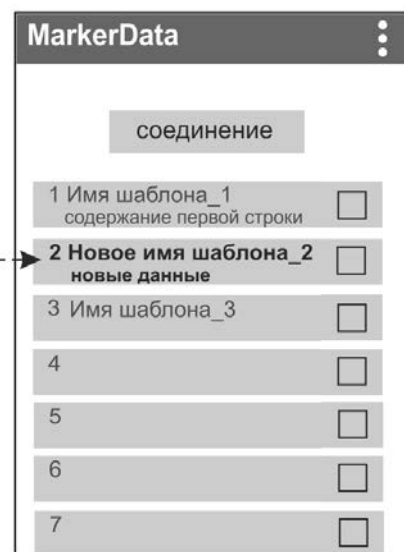 MarkerData
соединение
1 Имя шаблона_1
содержание первой строки
2 Новое имя шаблона_2
новые данные
3 Имя шаблона_3
4
5
6
7